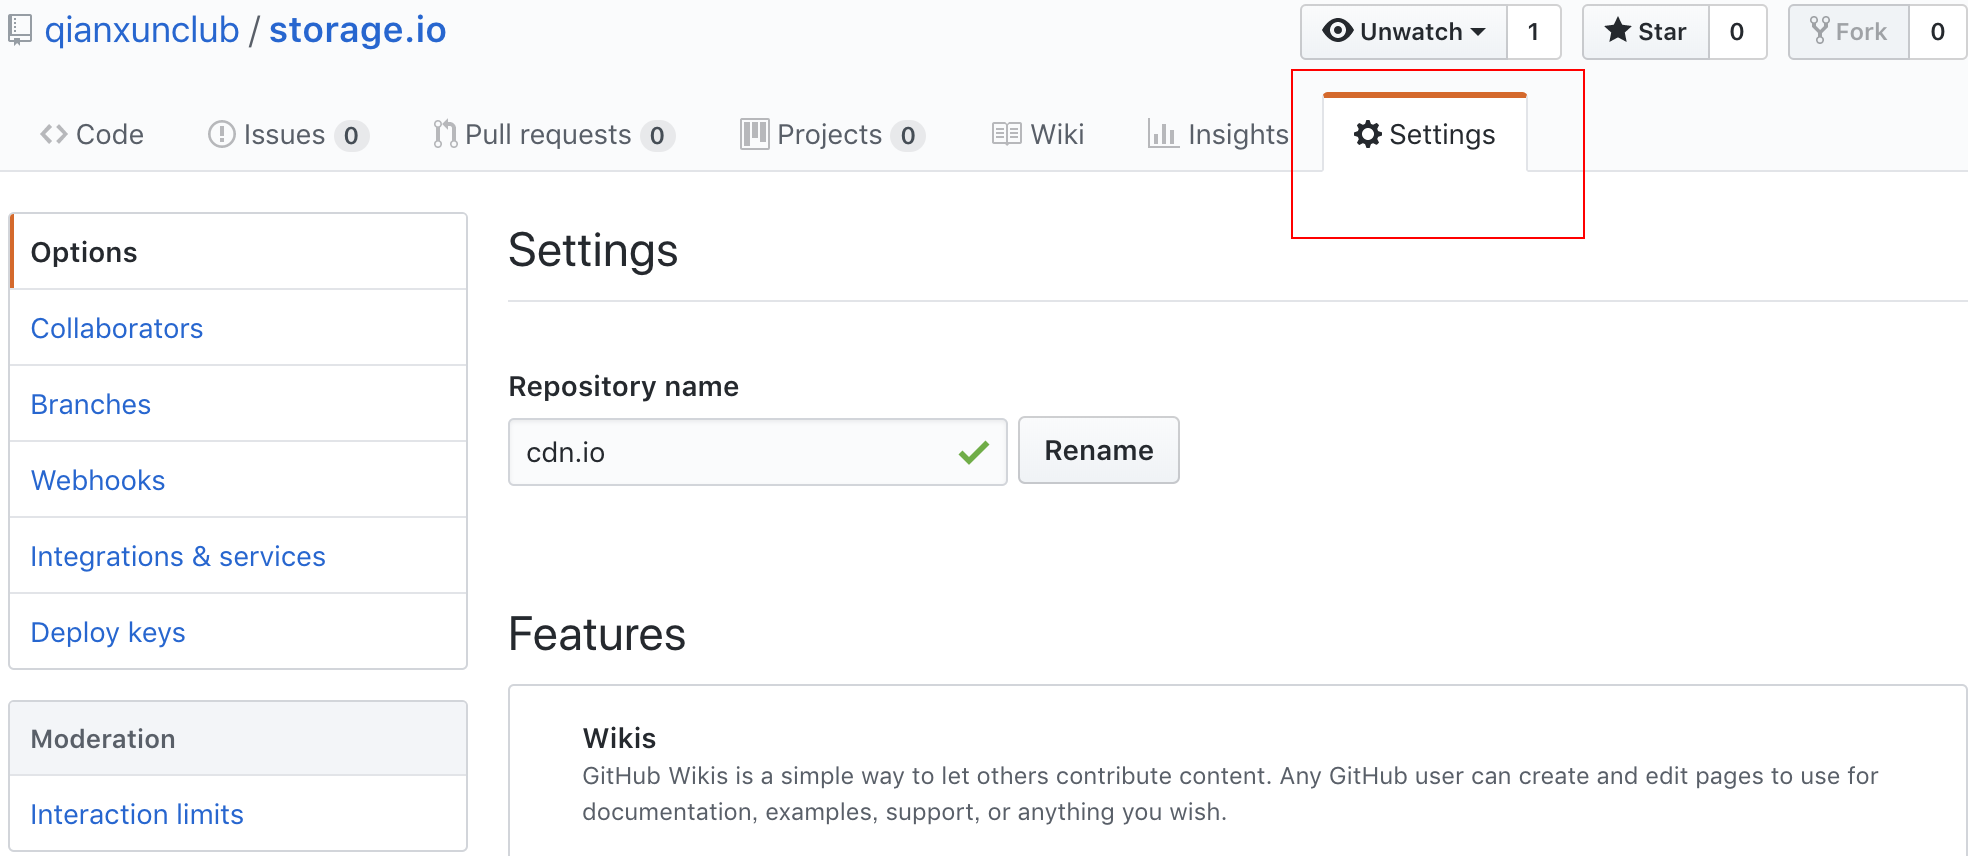 qianxunclub / storage.io
Unwatch 1 Star 0 Fork 0
Code Issues 0 Pull requests 0 Projects 0 Wiki Insights Settings
Options
Collaborators
Branches
Webhooks
Integrations & services
Deploy keys
Moderation
Interaction limits
Settings
Repository name
cdn.io Rename
Features
Wikis
GitHub Wikis is a simple way to let others contribute content. Any GitHub user can create and edit pages to use for
documentation, examples, support, or anything you wish.